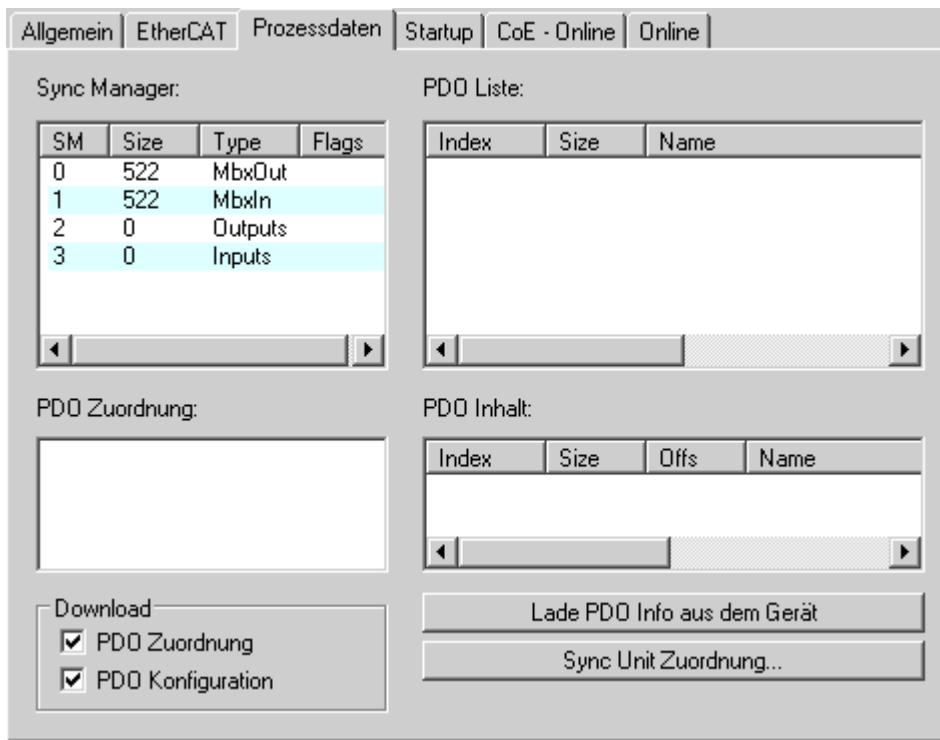 Allgemein EtherCAT Prozessdaten Startup CoE - Online Online
Sync Manager:
SM Size Type Flags
0 522 MbxOut
1 522 MbxIn
2 0 Outputs
3 0 Inputs
PDO Liste:
Index Size Name
PDO Zuordnung:
PDO Inhalt:
Index Size Offs Name
Download
PDO Zuordnung
PDO Konfiguration
Lade PDO Info aus dem Gerät
Sync Unit Zuordnung...